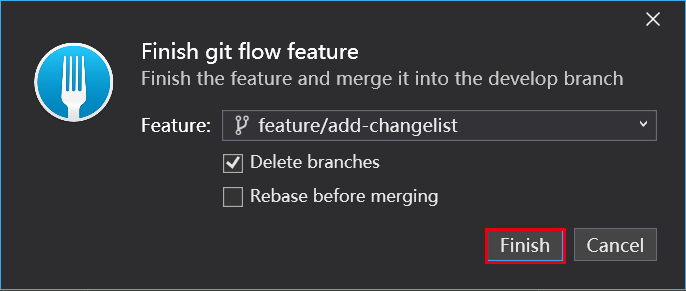 Finish git flow feature
Finish the feature and merge it into the develop branch
Feature: feature/add-changelist
Delete branches
Rebase before merging
Finish Cancel